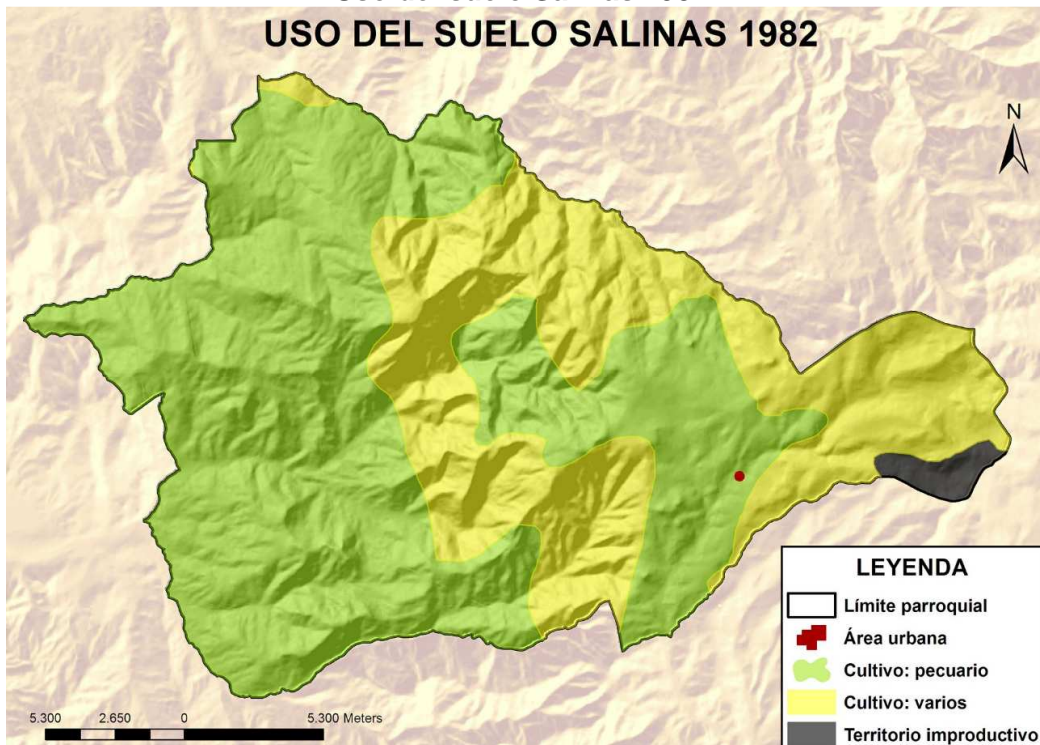 USO DEL SUELO SALINAS 1982
N
LEYENDA
Límite parroquial
Área urbana
Cultivo: pecuario
Cultivo: varios
Territorio improductivo
5.300 2.650 0 5.300 Meters